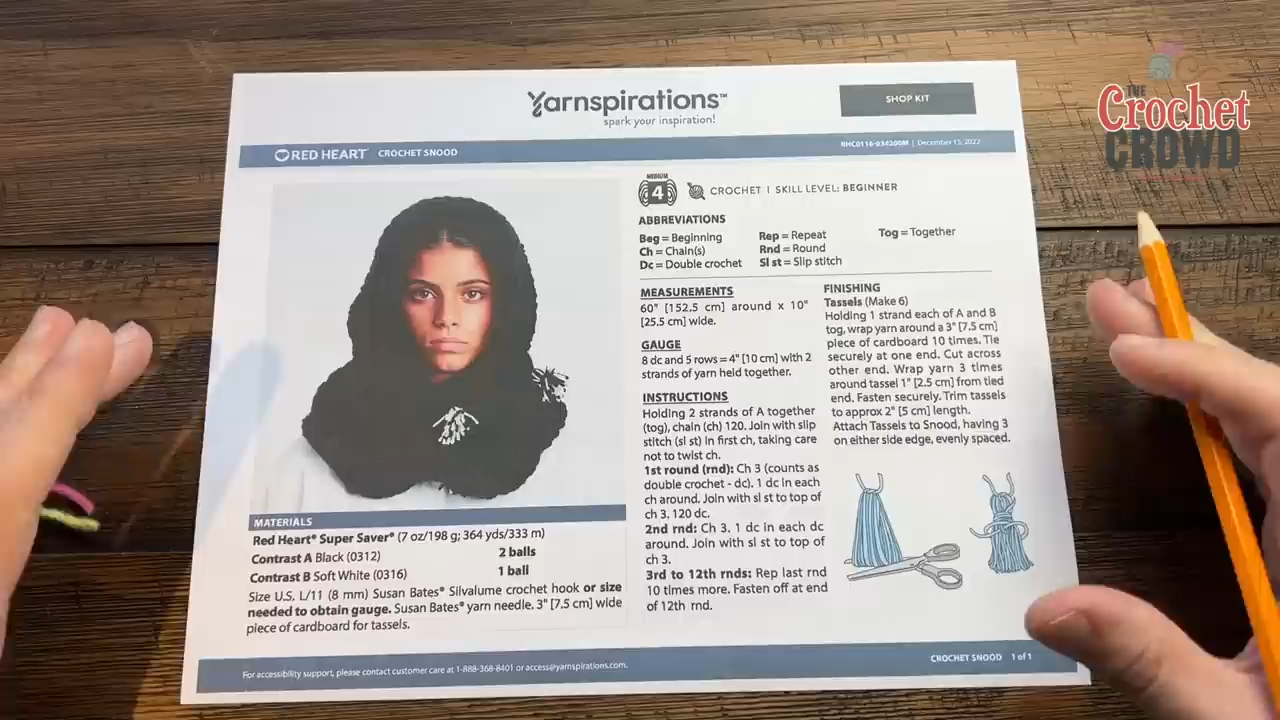 Yarnspirations™
spark your inspiration!
SHOP KIT
THE
Crochet
CROWD
RED HEART® CROCHET SNOOD
RHC0116-034200M | December 15, 2022
MEDIUM
4
CROCHET I SKILL LEVEL: BEGINNER
ABBREVIATIONS
Beg = Beginning
Ch = Chain(s)
Dc = Double crochet
Rep = Repeat
Rnd = Round
Sl st = Slip stitch
Tog = Together
MEASUREMENTS
60" [152.5 cm] around x 10"
[25.5 cm] wide.
GAUGE
8 dc and 5 rows = 4" [10 cm] with 2
strands of yarn held together.
INSTRUCTIONS
Holding 2 strands of A together
(tog), chain (ch) 120. Join with slip
stitch (sl st) in first ch, taking care
not to twist ch.
1st round (rnd): Ch 3 (counts as
double crochet - dc). 1 dc in each
ch around. Join with sl st to top of
ch 3. 120 dc.
2nd rnd: Ch 3. 1 dc in each dc
around. Join with sl st to top of
ch 3.
3rd to 12th rnds: Rep last rnd
10 times more. Fasten off at end
of 12th rnd.
FINISHING
Tassels (Make 6)
Holding 1 strand each of A and B
tog, wrap yarn around a 3" [7.5 cm]
piece of cardboard 10 times. Tie
securely at one end. Cut across
other end. Wrap yarn 3 times
around tassel 1" [2.5 cm] from tied
end. Fasten securely. Trim tassels
to approx 2" [5 cm] length.
Attach Tassels to Snood, having 3
on either side edge, evenly spaced.
MATERIALS
Red Heart® Super Saver® (7 oz/198 g; 364 yds/333 m)
Contrast A Black (0312) 2 balls
Contrast B Soft White (0316) 1 ball
Size U.S. L/11 (8 mm) Susan Bates® Silvalume crochet hook or size
needed to obtain gauge. Susan Bates® yarn needle. 3" [7.5 cm] wide
piece of cardboard for tassels.
For accessibility support, please contact customer care at 1-888-368-8401 or access@yarnspirations.com.
CROCHET SNOOD 1 of 1